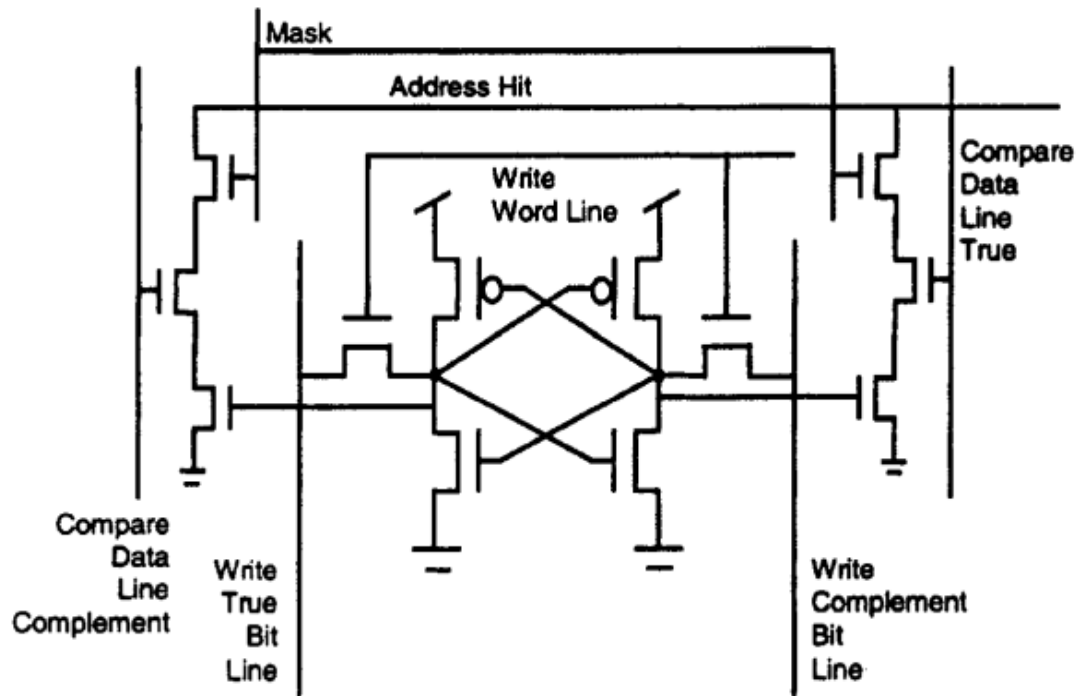 Mask
Address Hit
Write
Word Line
Compare
Data
Line
True
Compare
Data
Line
Complement
Write
True
Bit
Line
Write
Complement
Bit
Line